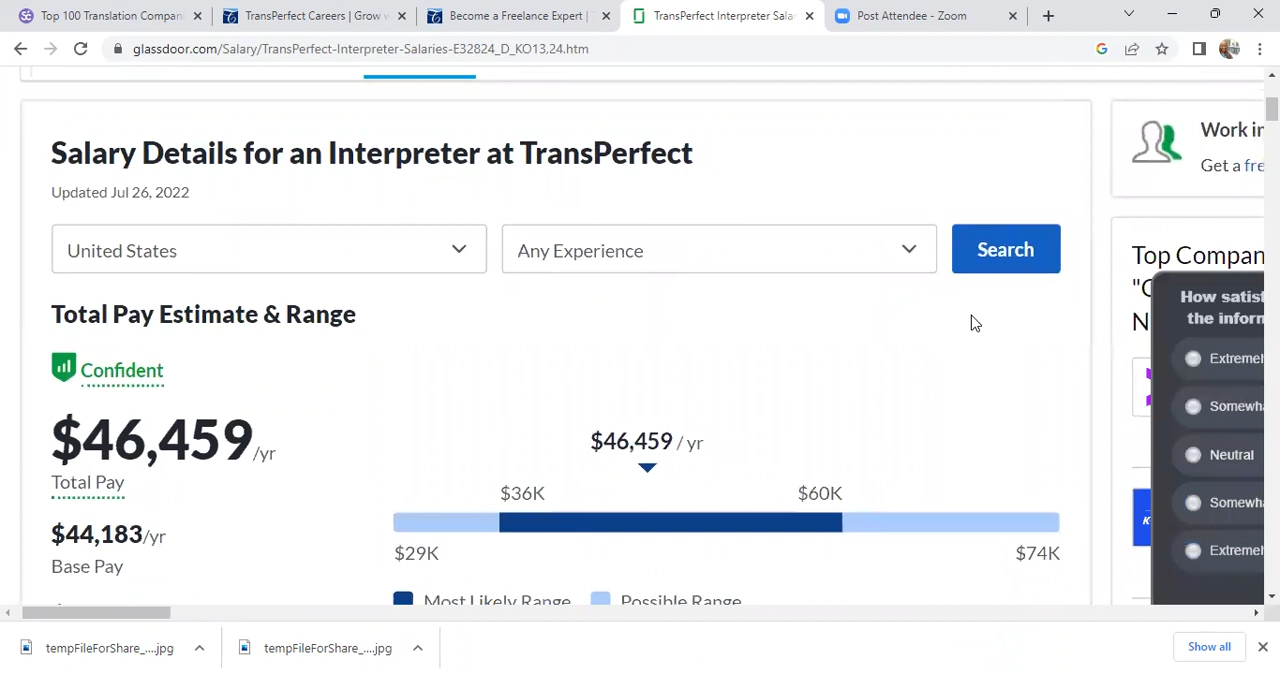 Top 100 Translation Compani
TransPerfect Careers | Grow w
Become a Freelance Expert | T
TransPerfect Interpreter Sala
Post Attendee - Zoom
glassdoor.com/Salary/TransPerfect-Interpreter-Salaries-E32824_D_KO13,24.htm
Salary Details for an Interpreter at TransPerfect
Updated Jul 26, 2022
United States
Any Experience
Search
Total Pay Estimate & Range
Confident
$46,459/yr
Total Pay
$44,183/yr
Base Pay
$46,459 / yr
$36K
$60K
$29K
$74K
Most Likely Range
Possible Range
Work in
Get a fre
Top Compan
"C
N
How satisf
the inform
Extremel
Somewha
Neutral
Somewha
Extremel
K
tempFileForShare_....jpg
tempFileForShare_....jpg
Show all